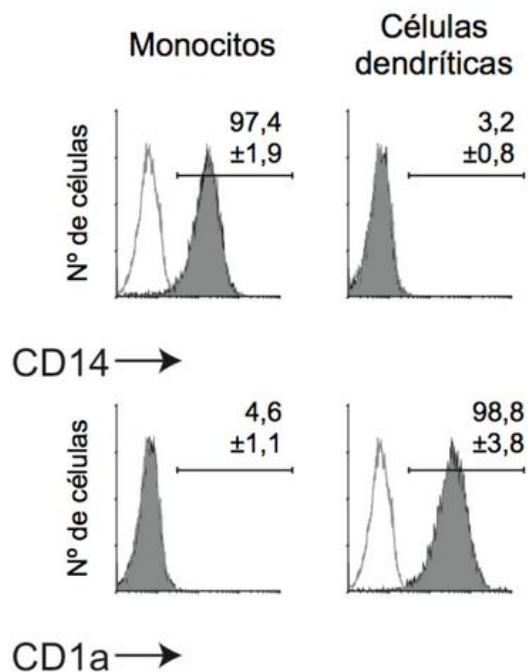 Monocitos
Células
dendríticas
Nº de células
97,4
±1,9
3,2
±0,8
CD14
Nº de células
4,6
±1,1
98,8
±3,8
CD1a